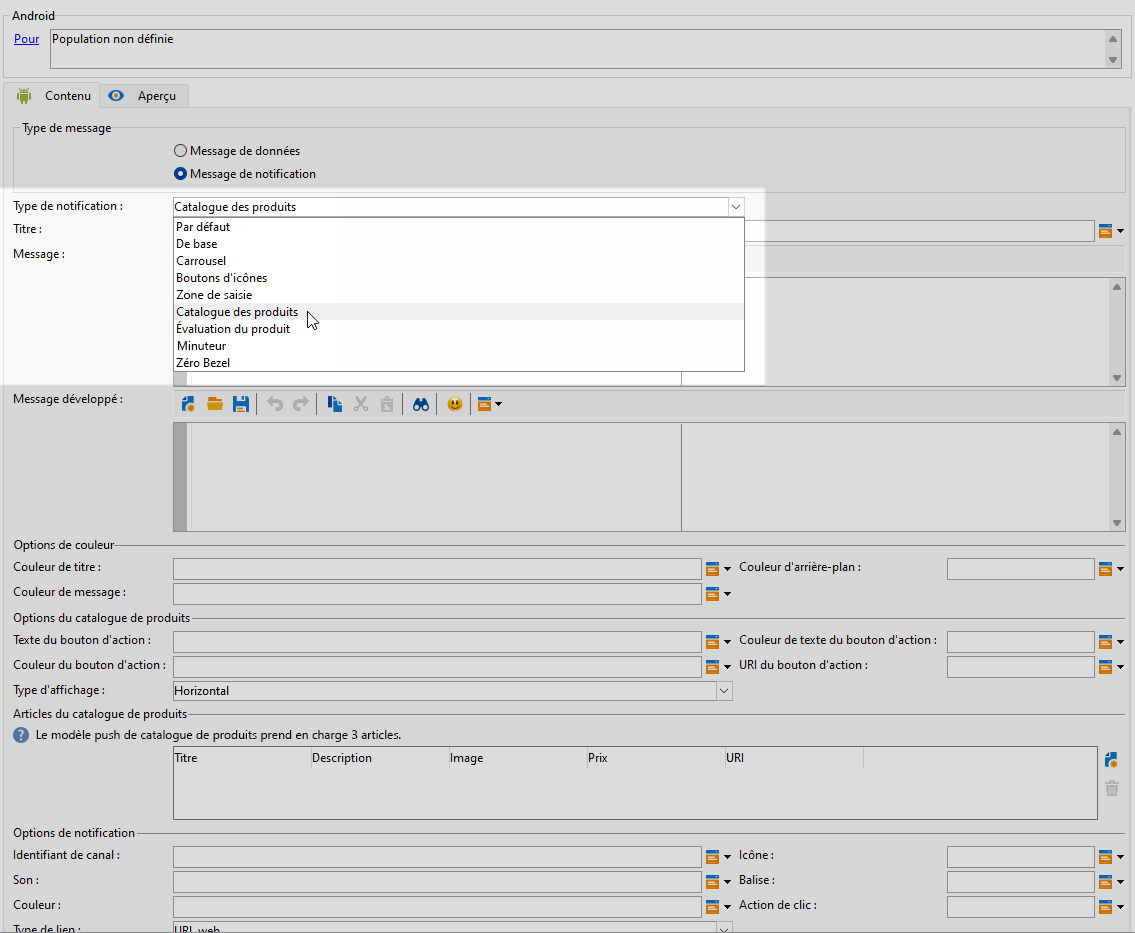 Android
Pour Population non définie
Contenu Aperçu
Type de message
Message de données
Message de notification
Type de notification : Catalogue des produits
Par défaut
Titre :
De base
Message :
Carrousel
Boutons d'icônes
Zone de saisie
Catalogue des produits
Évaluation du produit
Minuteur
Zéro Bezel
Message développé :
Options de couleur
Couleur de titre : Couleur d'arrière-plan :
Couleur de message :
Options du catalogue de produits
Texte du bouton d'action : Couleur de texte du bouton d'action :
Couleur du bouton d'action : URI du bouton d'action :
Type d'affichage : Horizontal
Articles du catalogue de produits
? Le modèle push de catalogue de produits prend en charge 3 articles.
Titre Description Image Prix URI
Options de notification
Identifiant de canal : Icône :
Son : Balise :
Couleur : Action de clic :
Type de lien : URL web